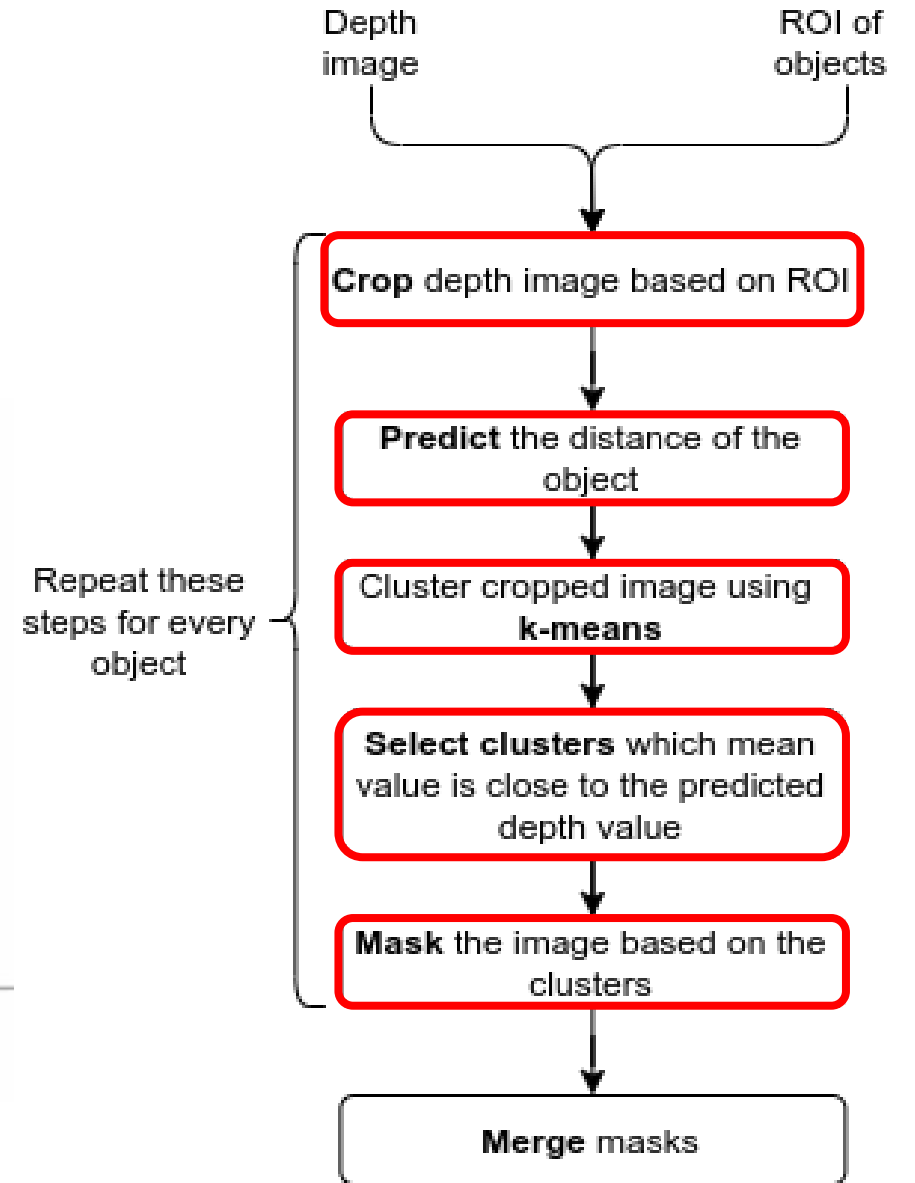 Depth
image
ROI of
objects
Crop depth image based on ROI
Predict the distance of the
object
Cluster cropped image using
k-means
Repeat these
steps for every
object
Select clusters which mean
value is close to the predicted
depth value
Mask the image based on the
clusters
Merge masks